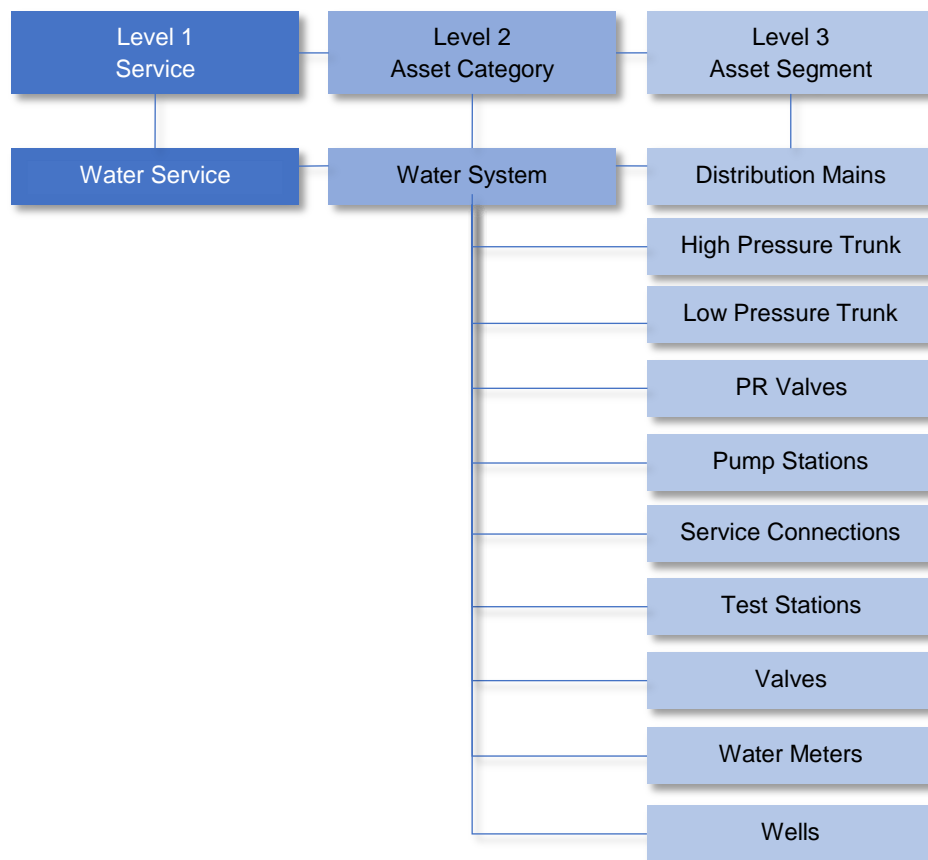 Level 1
Service
Level 2
Asset Category
Level 3
Asset Segment
Water Service
Water System
Distribution Mains
High Pressure Trunk
Low Pressure Trunk
PR Valves
Pump Stations
Service Connections
Test Stations
Valves
Water Meters
Wells